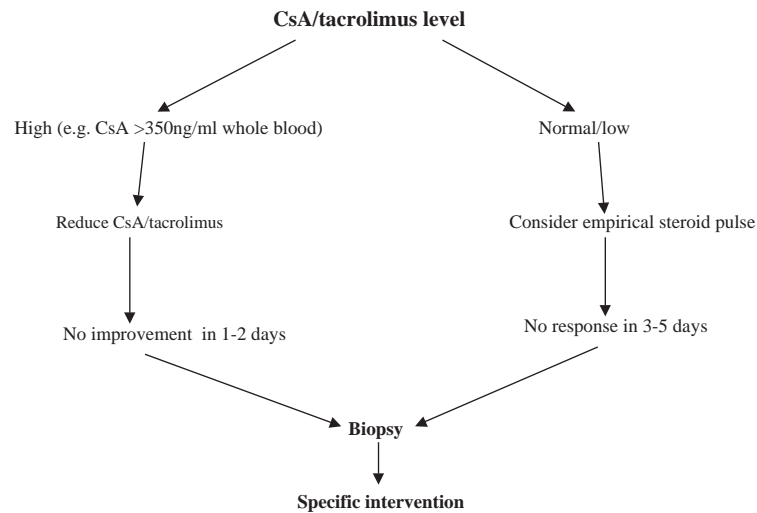 CsA/tacrolimus level
High (e.g. CsA >350ng/ml whole blood)
Normal/low
Reduce CsA/tacrolimus
Consider empirical steroid pulse
No improvement in 1-2 days
No response in 3-5 days
Biopsy
Specific intervention